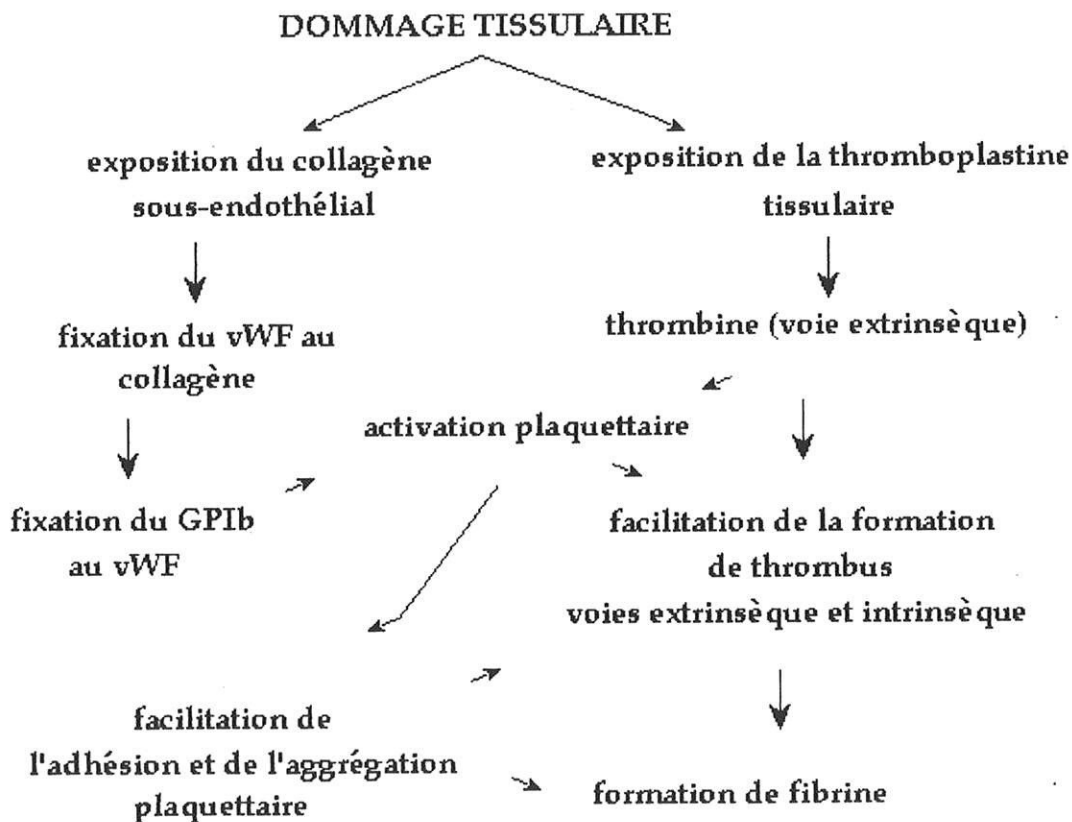 DOMMAGE TISSULAIRE
exposition du collagène
sous-endothélial
exposition de la thromboplastine
tissulaire
fixation du vWF au
collagène
thrombine (voie extrinsèque)
activation plaquettaire
fixation du GPIb
au vWF
facilitation de la formation
de thrombus
voies extrinsèque et intrinsèque
facilitation de
l'adhésion et de l'aggrégation
plaquettaire
formation de fibrine